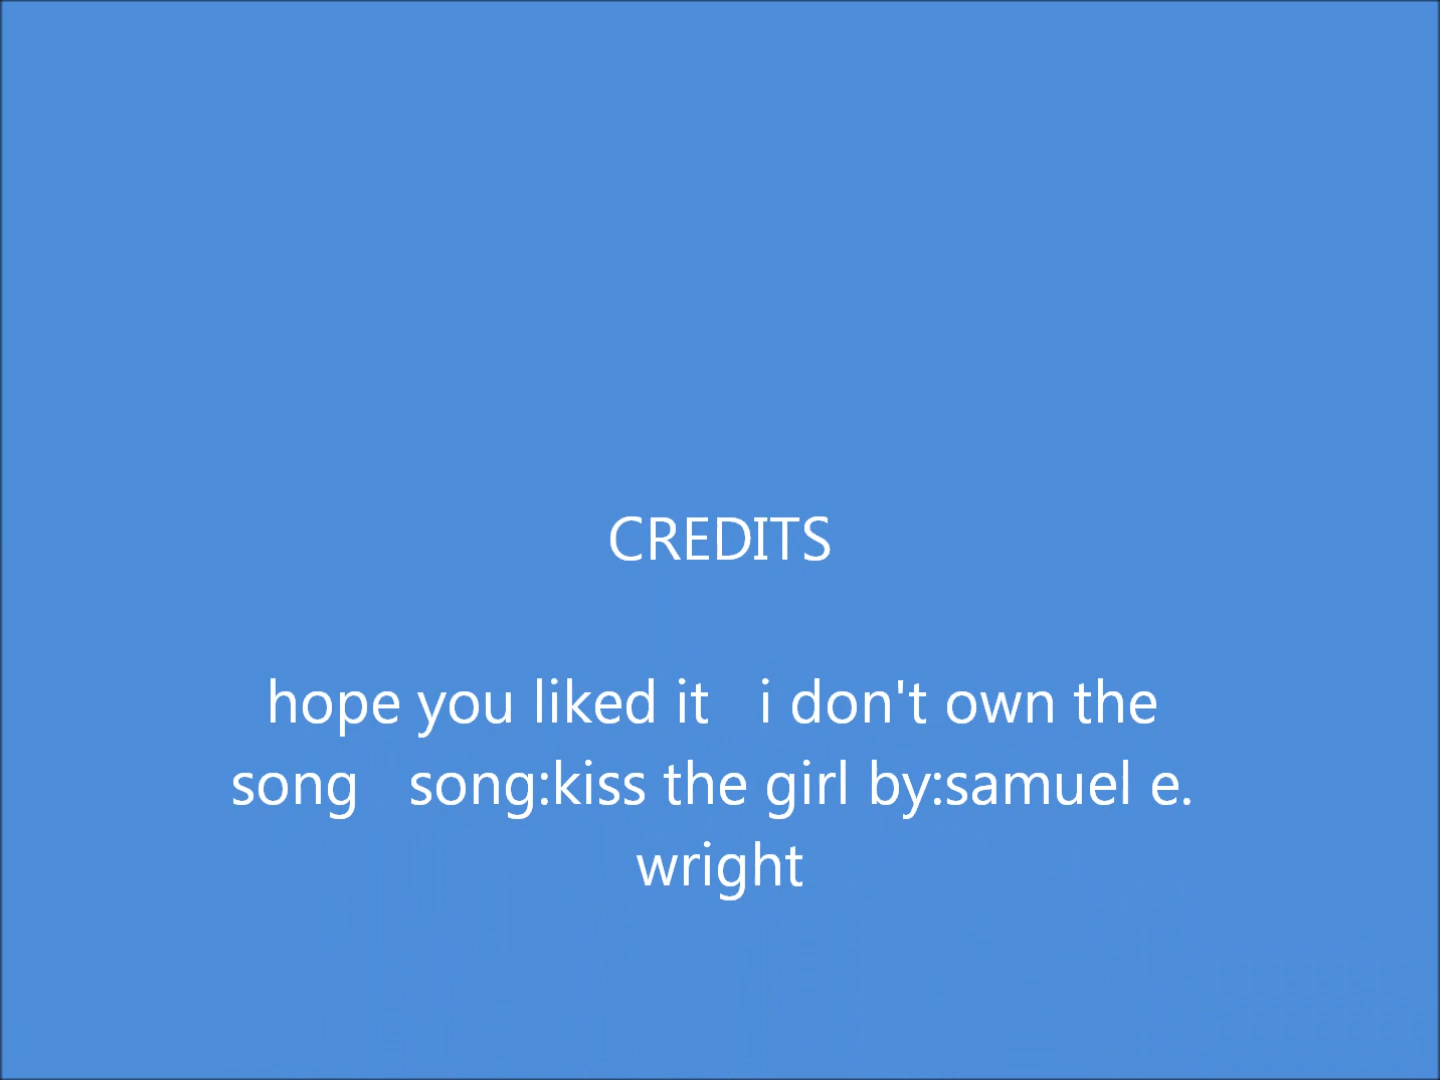 CREDITS
hope you liked it   i don't own the
song   song:kiss the girl by:samuel e.
wright